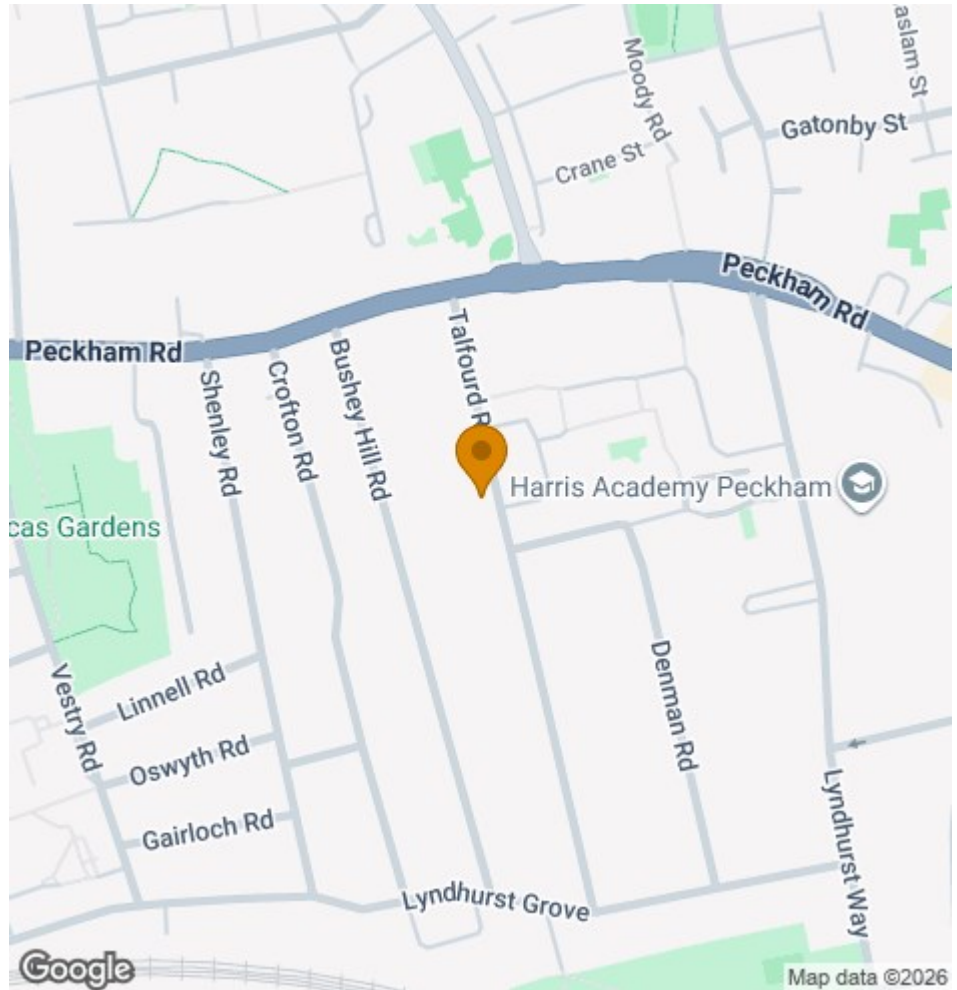 aslam St
Moody Rd
Gatonby St
Crane St
Peckham Rd
Peckham Rd
Talfourd R
Bushey Hill Rd
Crofton Rd
Shenley Rd
Harris Academy Peckham
cas Gardens
Denman Rd
Linnell Rd
Vestry Rd
Oswyth Rd
Gairloch Rd
Lyndhurst Way
Lyndhurst Grove
Google
Map data ©2026